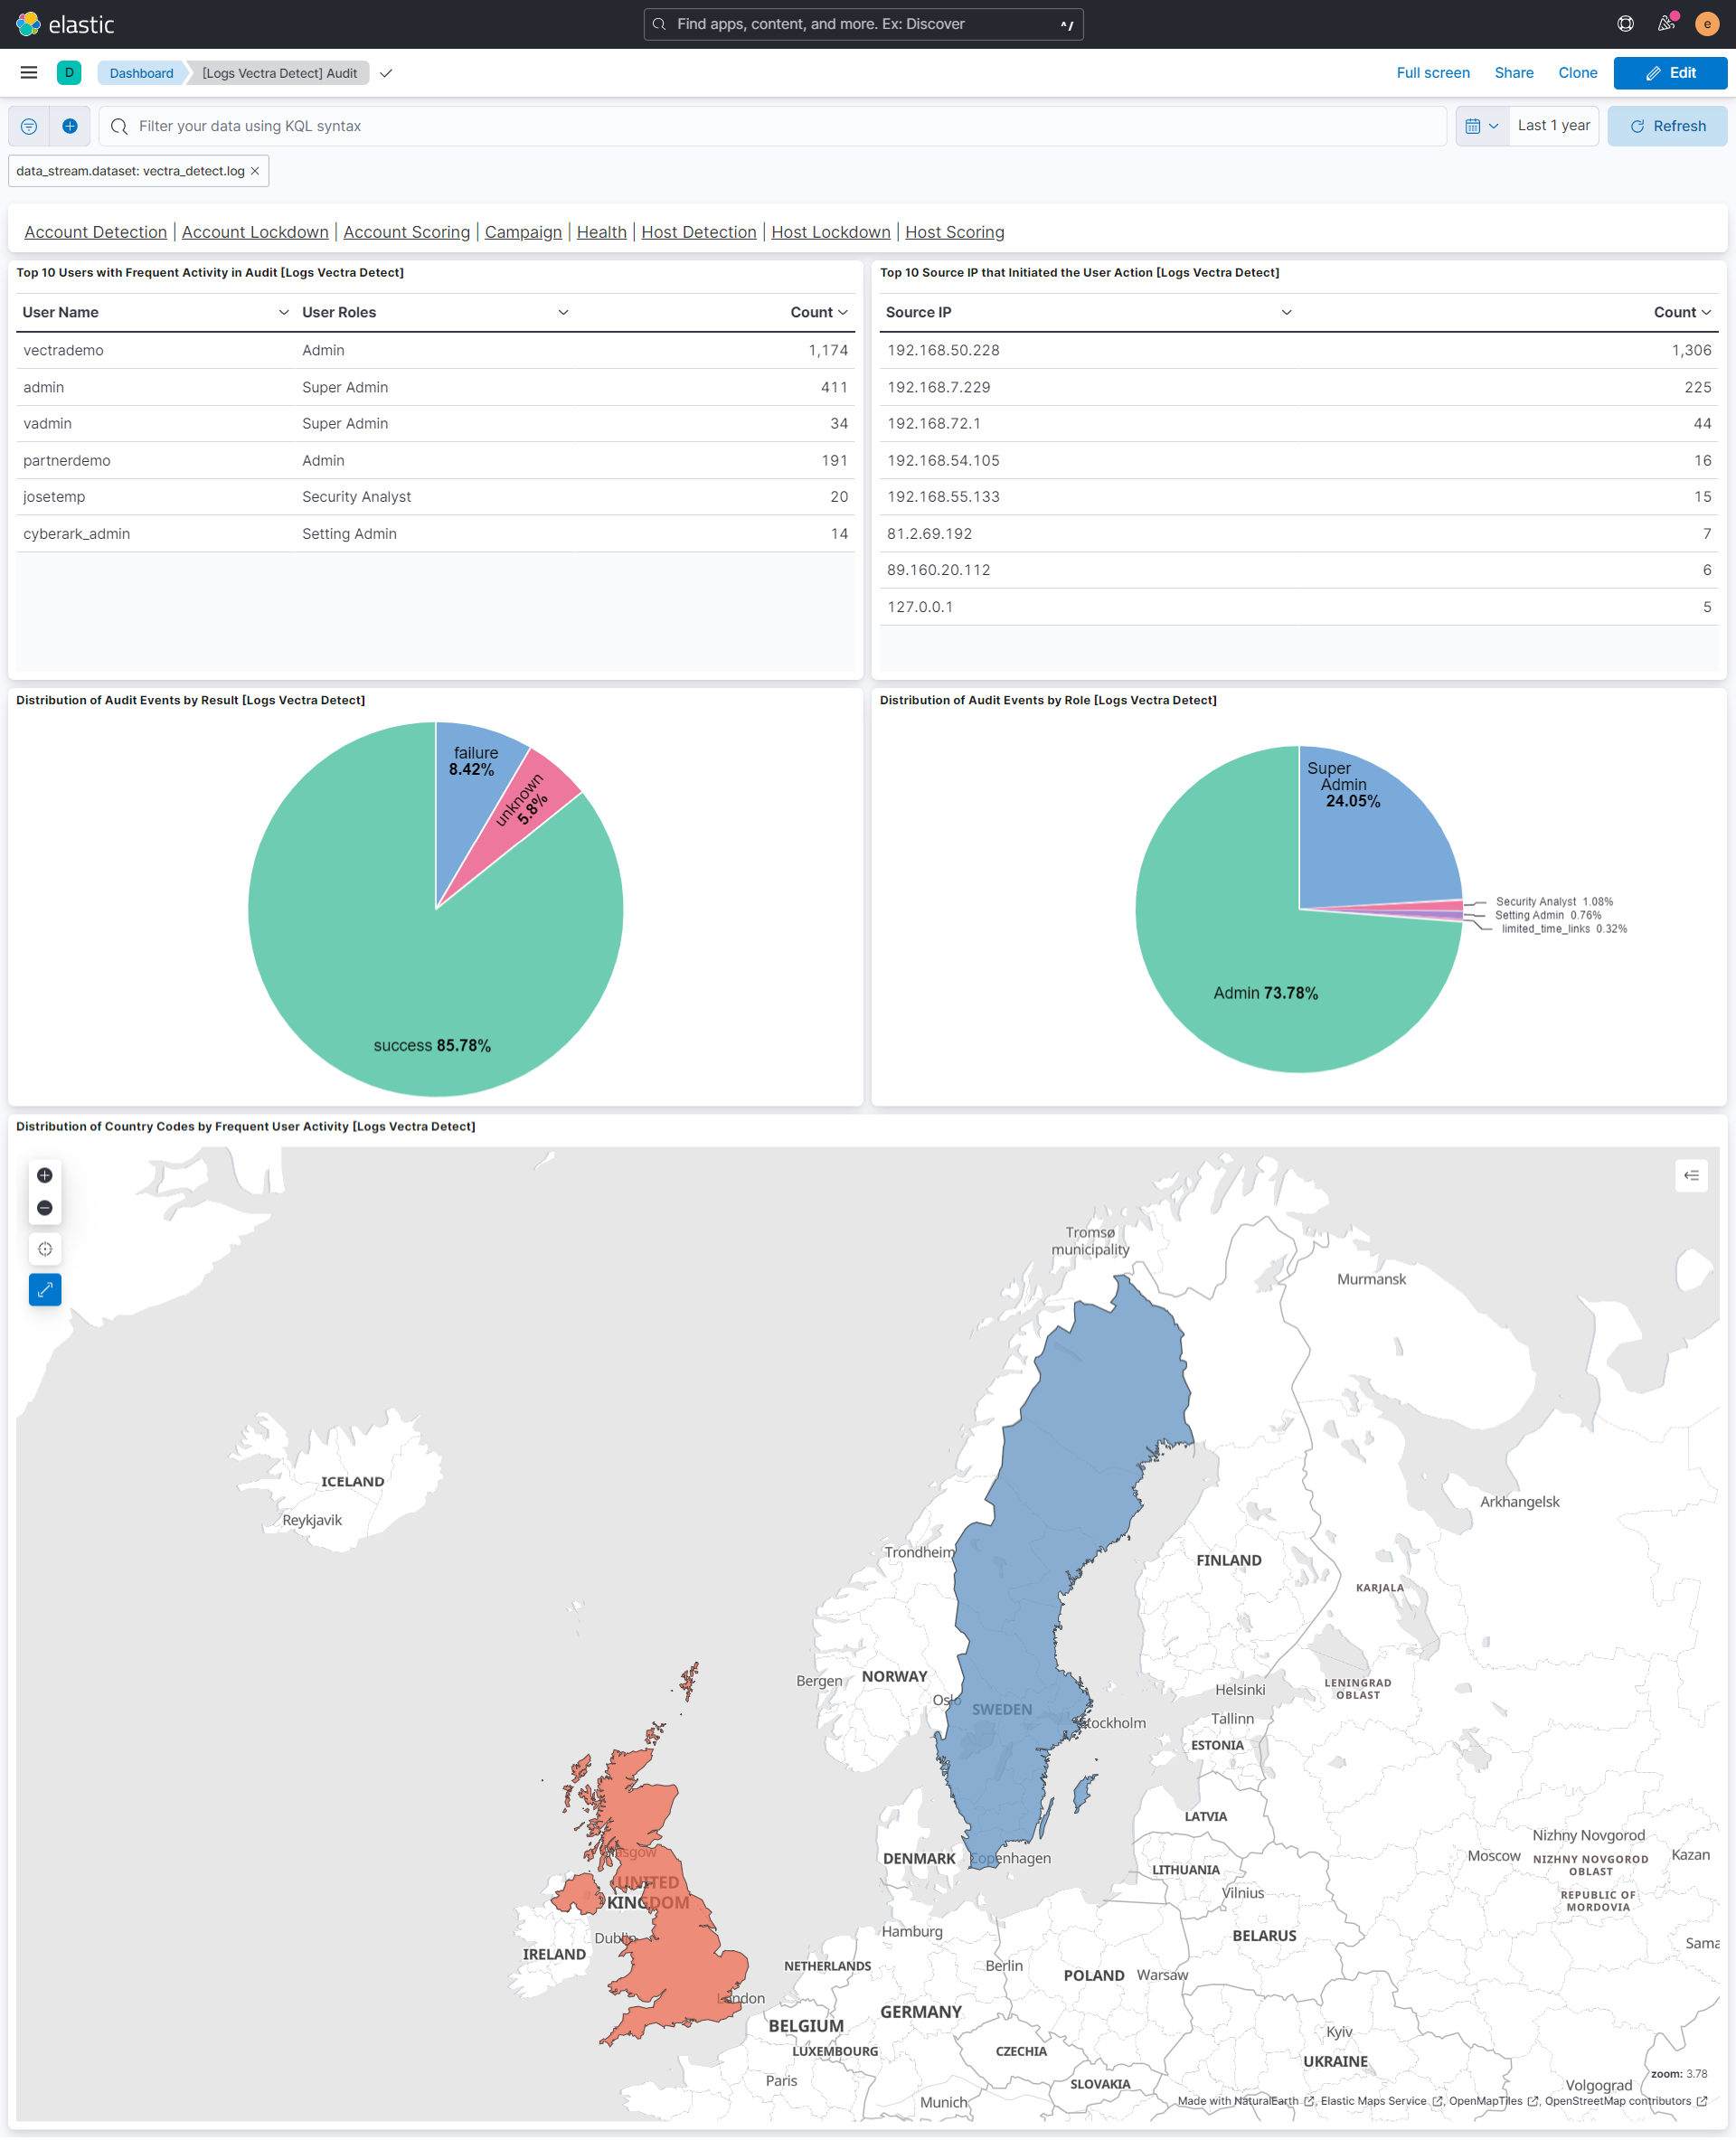 elastic
Find apps, content, and more. Ex: Discover
^/
e
D
Dashboard
[Logs Vectra Detect] Audit
Full screen
Share
Clone
Edit
Filter your data using KQL syntax
Last 1 year
Refresh
data_stream.dataset: vectra_detect.log ×
Account Detection | Account Lockdown | Account Scoring | Campaign | Health | Host Detection | Host Lockdown | Host Scoring
Top 10 Users with Frequent Activity in Audit [Logs Vectra Detect]
User Name User Roles Count
vectrademo Admin 1,174
admin Super Admin 411
vadmin Super Admin 34
partnerdemo Admin 191
josetemp Security Analyst 20
cyberark_admin Setting Admin 14
Top 10 Source IP that Initiated the User Action [Logs Vectra Detect]
Source IP Count
192.168.50.228 1,306
192.168.7.229 225
192.168.72.1 44
192.168.54.105 16
192.168.55.133 15
81.2.69.192 7
89.160.20.112 6
127.0.0.1 5
Distribution of Audit Events by Result [Logs Vectra Detect]
failure
8.42%
unknown
5.8%
success 85.78%
Distribution of Audit Events by Role [Logs Vectra Detect]
Super
Admin
24.05%
Security Analyst 1.08%
Setting Admin 0.76%
limited_time_links 0.32%
Admin 73.78%
Distribution of Country Codes by Frequent User Activity [Logs Vectra Detect]
Tromsø
municipality
Murmansk
ICELAND
Reykjavik
Arkhangelsk
Trondheim
FINLAND
KARJALA
Bergen
NORWAY
LENINGRAD
OBLAST
Helsinki
Oslo
SWEDEN
Stockholm
Tallinn
ESTONIA
LATVIA
Nizhny Novgorod
Glasgow
DENMARK
Copenhagen
LITHUANIA
Moscow
NIZHNY NOVGOROD
OBLAST
Kazan
UNITED
KINGDOM
Vilnius
REPUBLIC OF
MORDOVIA
Dublin
Hamburg
BELARUS
Sama
IRELAND
NETHERLANDS
Berlin
POLAND
Warsaw
London
GERMANY
BELGIUM
Kyiv
LUXEMBOURG
CZECHIA
UKRAINE
zoom: 3.78
Paris
SLOVAKIA
Volgograd
Munich
Made with NaturalEarth , Elastic Maps Service , OpenMapTiles , OpenStreetMap contributors